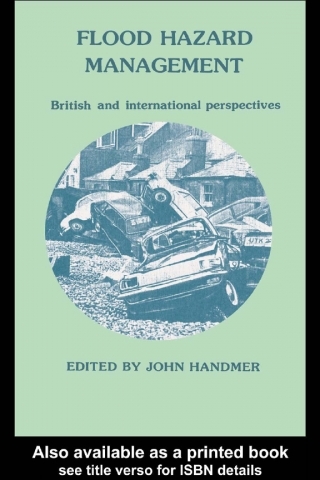 FLOOD HAZARD
MANAGEMENT
British and international perspectives
EDITED BY JOHN HANDMER
Also available as a printed book
see title verso for ISBN details